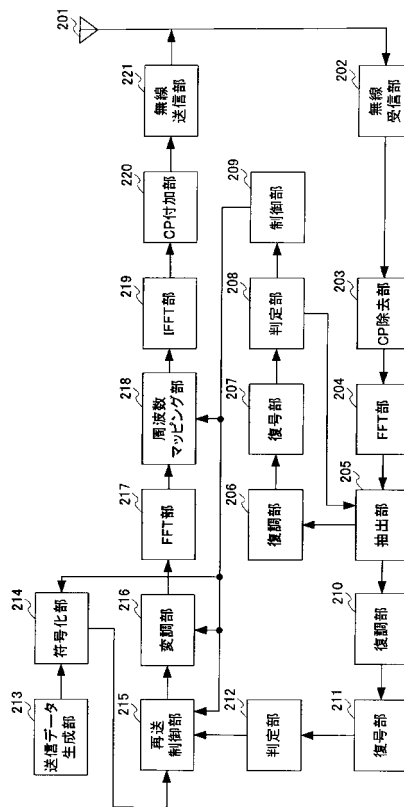 201
221
無線
送信部
202
無線
受信部
220
CP付加部
209
制御部
203
CP除去部
219
IFFT部
208
判定部
204
FFT部
218
周波数
マッピング部
207
復号部
205
抽出部
217
FFT部
206
復調部
210
復調部
214
符号化部
216
変調部
213
送信データ
生成部
215
再送
制御部
212
判定部
211
復号部